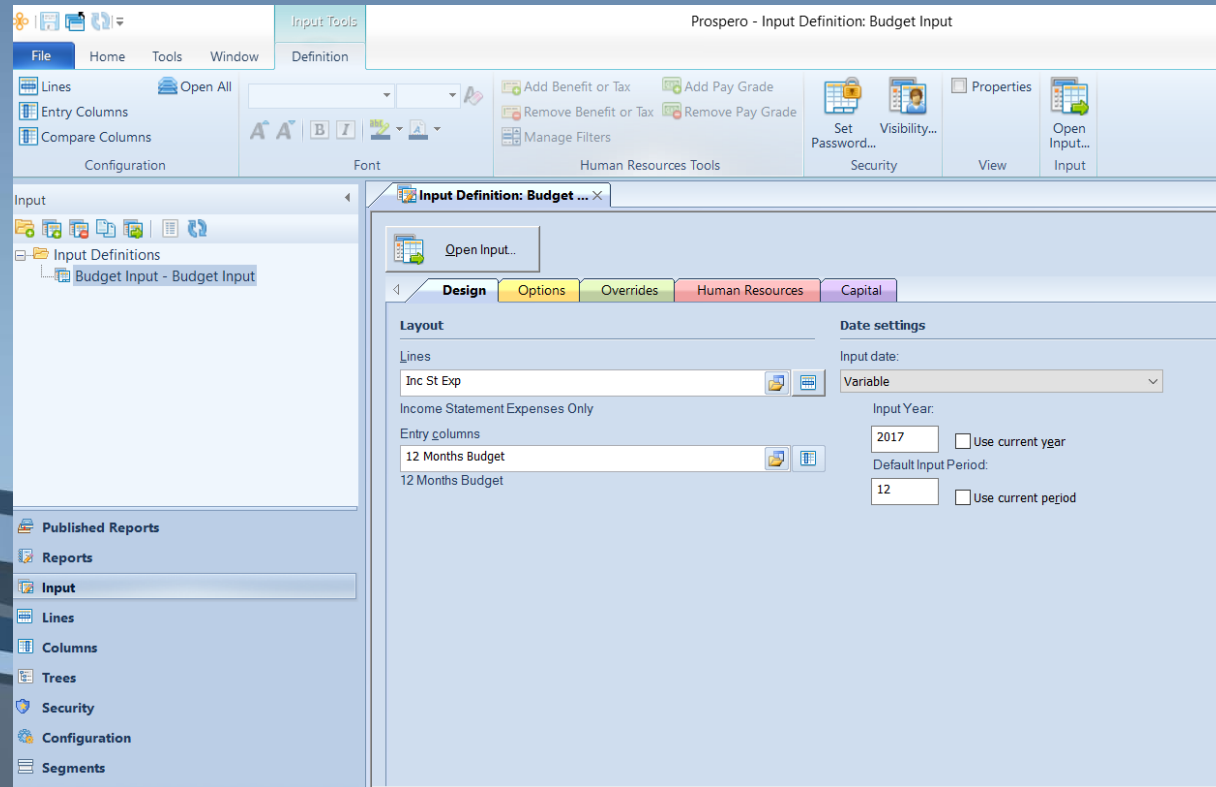 Input Tools
Prospero - Input Definition: Budget Input
File
Home
Tools
Window
Definition
Lines
Open All
Entry Columns
Compare Columns
Configuration
A A B I
Font
Add Benefit or Tax
Add Pay Grade
Remove Benefit or Tax
Remove Pay Grade
Manage Filters
Human Resources Tools
Set Password...
Visibility...
Security
Properties
View
Open Input...
Input
Input
Input Definitions
Budget Input - Budget Input
Published Reports
Reports
Input
Lines
Columns
Trees
Security
Configuration
Segments
Input Definition: Budget ...
Open Input...
Design
Options
Overrides
Human Resources
Capital
Layout
Lines
Inc St Exp
Income Statement Expenses Only
Entry columns
12 Months Budget
12 Months Budget
Date settings
Input date:
Variable
Input Year:
2017
Use current year
Default Input Period:
12
Use current period